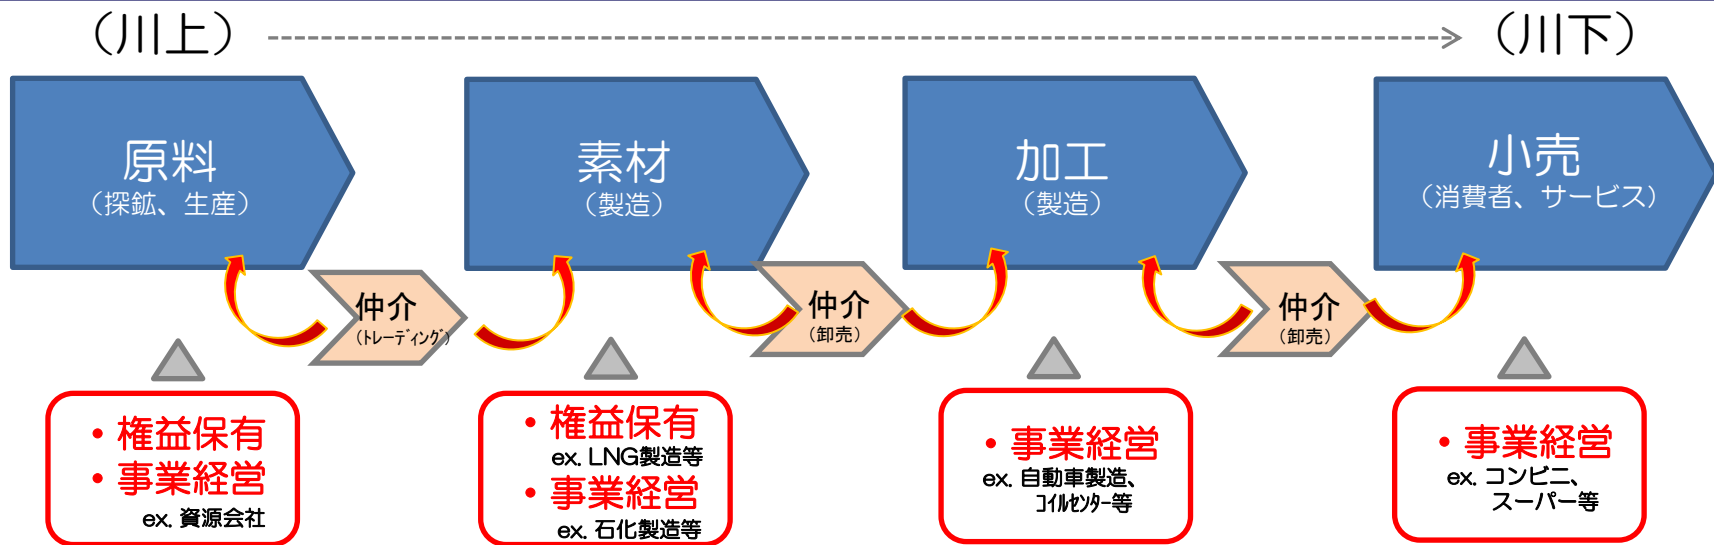 （川上）
（川下）
原料
（探鉱、生産）
素材
（製造）
加工
（製造）
小売
（消費者、サービス）
仲介
（ﾄﾚｰﾃﾞｨﾝｸﾞ）
仲介
（卸売）
仲介
（卸売）
・権益保有
・事業経営
ex. 資源会社
・権益保有
ex. LNG製造等
・事業経営
ex. 石化製造等
・事業経営
ex. 自動車製造、
ｺｲﾙｾﾝﾀｰ等
・事業経営
ex. コンビニ、
スーパー等